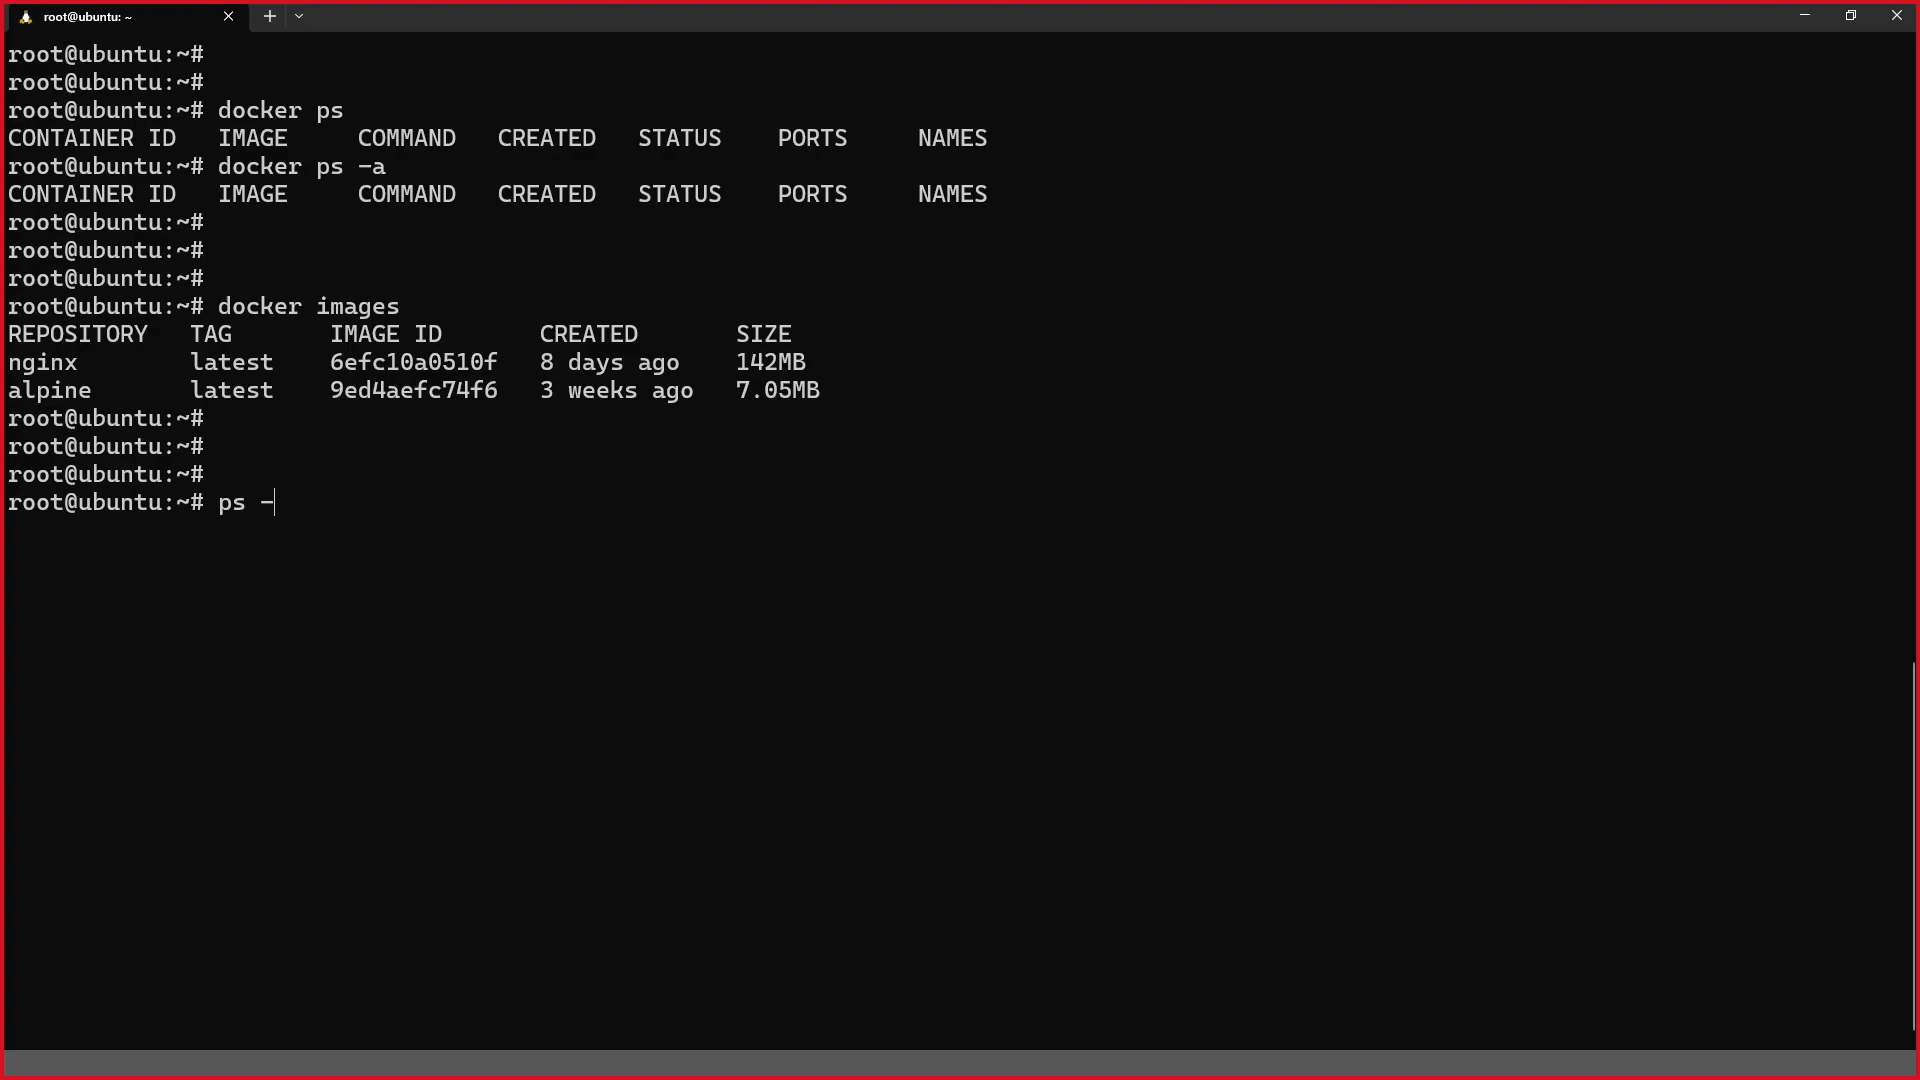 root@ubuntu: ~
root@ubuntu:~#
root@ubuntu:~#
root@ubuntu:~# docker ps
CONTAINER ID   IMAGE     COMMAND   CREATED   STATUS    PORTS     NAMES
root@ubuntu:~# docker ps -a
CONTAINER ID   IMAGE     COMMAND   CREATED   STATUS    PORTS     NAMES
root@ubuntu:~#
root@ubuntu:~#
root@ubuntu:~#
root@ubuntu:~# docker images
REPOSITORY   TAG       IMAGE ID       CREATED       SIZE
nginx        latest    6efc10a0510f   8 days ago    142MB
alpine       latest    9ed4aefc74f6   3 weeks ago   7.05MB
root@ubuntu:~#
root@ubuntu:~#
root@ubuntu:~#
root@ubuntu:~# ps -